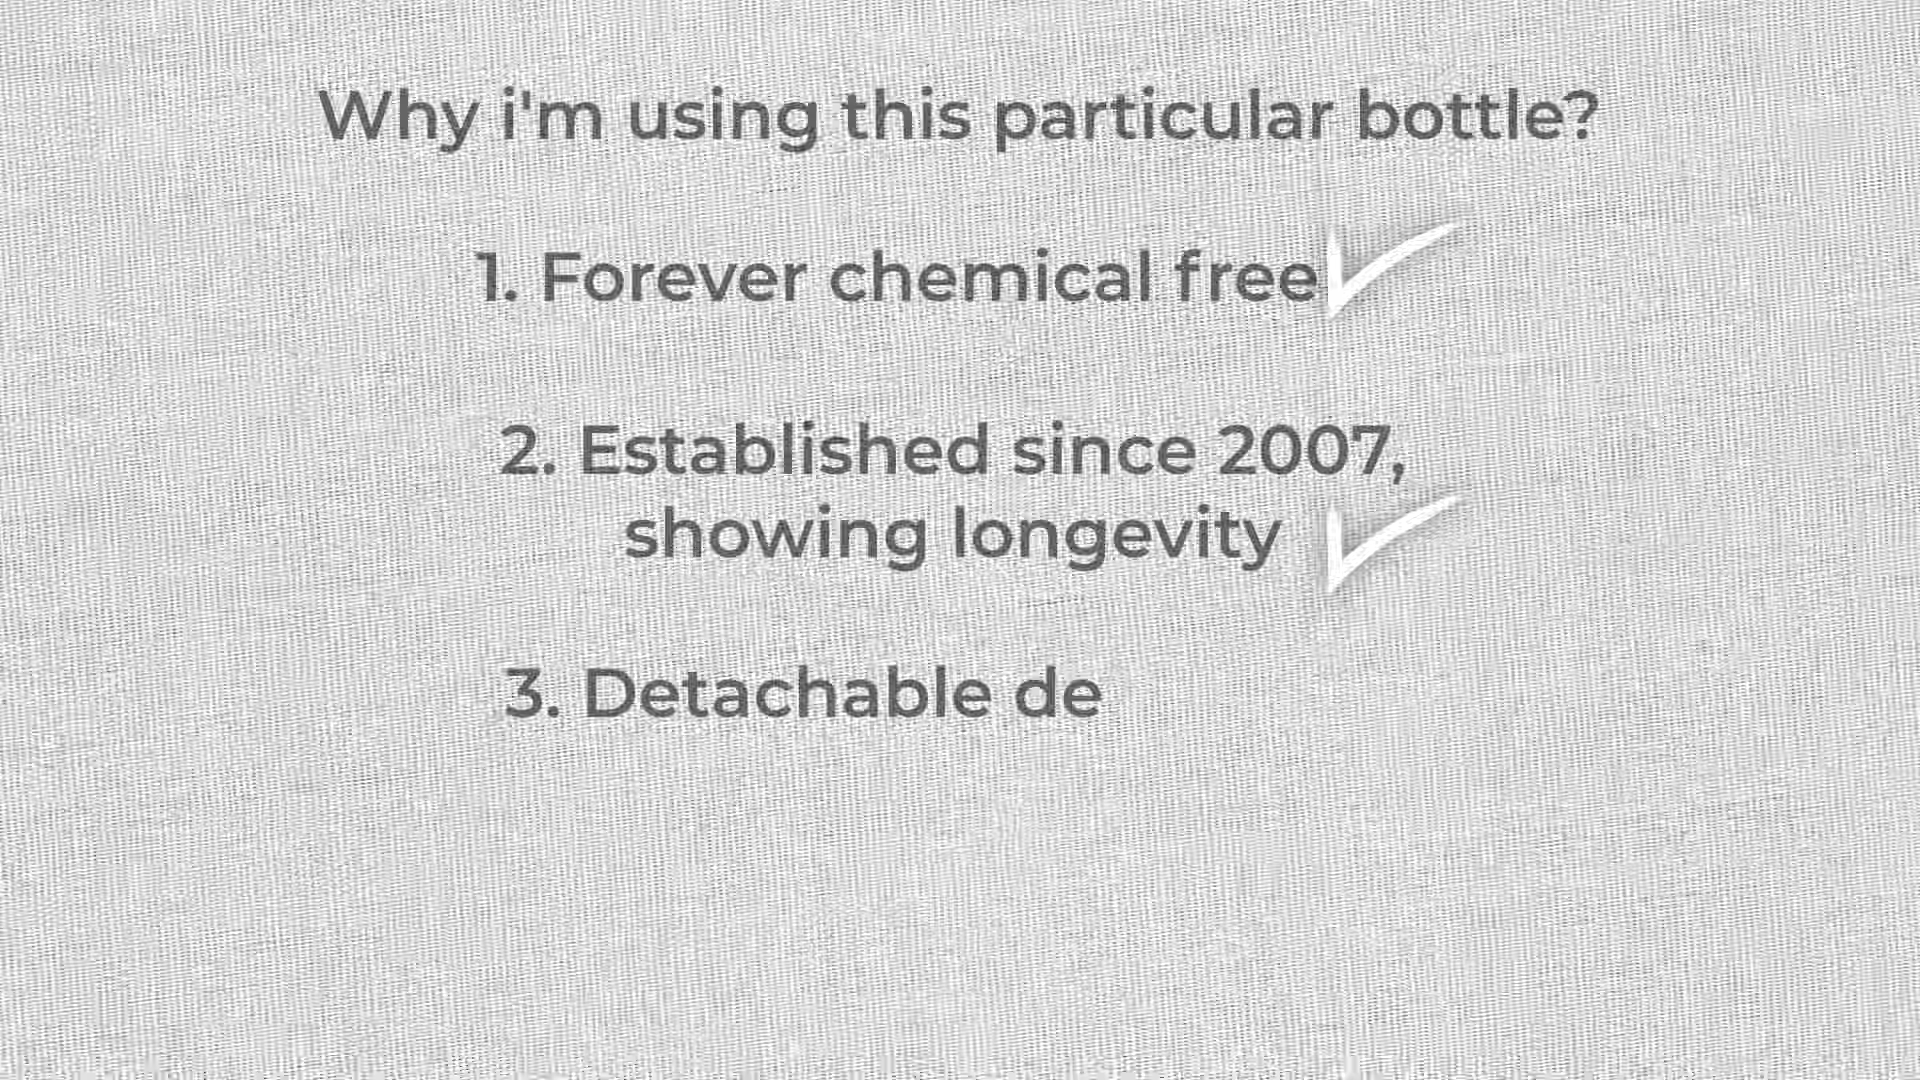 Why i'm using this particular bottle?
1. Forever chemical free
2. Established since 2007,
showing longevity
3. Detachable de